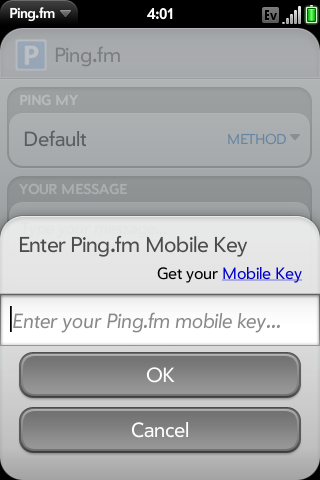 Ping.fm 4:01 Ev
P Ping.fm
PING MY
Default METHOD
YOUR MESSAGE
Enter Ping.fm Mobile Key
Get your Mobile Key
Enter your Ping.fm mobile key...
OK
Cancel